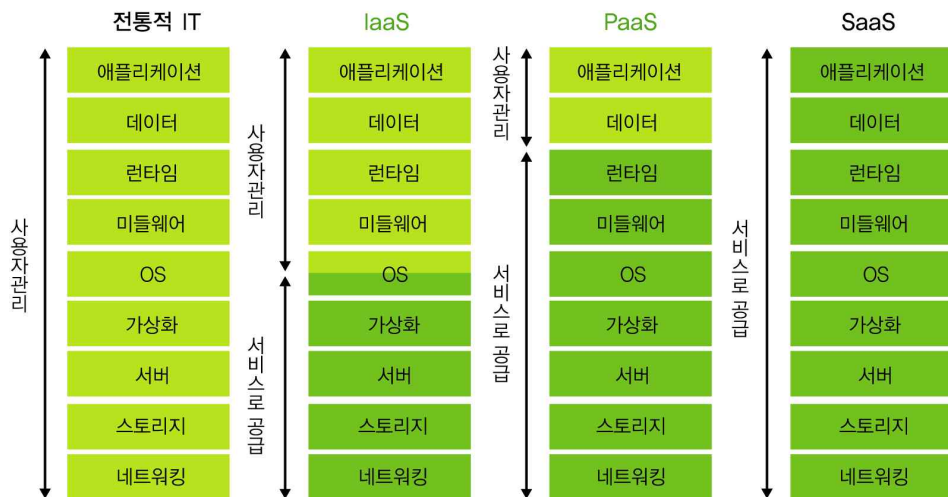 전통적 IT
사용자관리
애플리케이션
데이터
런타임
미들웨어
OS
가상화
서버
스토리지
네트워킹
IaaS
사용자관리
서비스로 공급
애플리케이션
데이터
런타임
미들웨어
OS
가상화
서버
스토리지
네트워킹
PaaS
사용자관리
서비스로 공급
애플리케이션
데이터
런타임
미들웨어
OS
가상화
서버
스토리지
네트워킹
SaaS
서비스로 공급
애플리케이션
데이터
런타임
미들웨어
OS
가상화
서버
스토리지
네트워킹